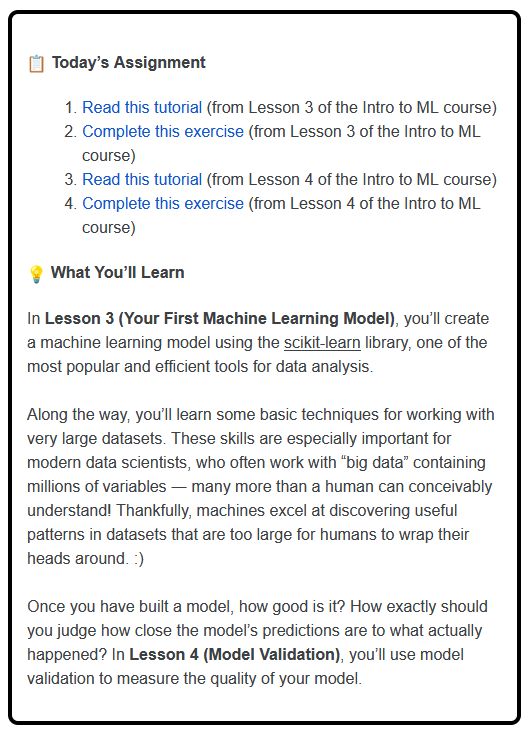 📋 Today’s Assignment
1. Read this tutorial (from Lesson 3 of the Intro to ML course)
2. Complete this exercise (from Lesson 3 of the Intro to ML
course)
3. Read this tutorial (from Lesson 4 of the Intro to ML course)
4. Complete this exercise (from Lesson 4 of the Intro to ML
course)
💡 What You’ll Learn
In Lesson 3 (Your First Machine Learning Model), you’ll create
a machine learning model using the scikit-learn library, one of the
most popular and efficient tools for data analysis.
Along the way, you’ll learn some basic techniques for working with
very large datasets. These skills are especially important for
modern data scientists, who often work with “big data” containing
millions of variables — many more than a human can conceivably
understand! Thankfully, machines excel at discovering useful
patterns in datasets that are too large for humans to wrap their
heads around. :)
Once you have built a model, how good is it? How exactly should
you judge how close the model’s predictions are to what actually
happened? In Lesson 4 (Model Validation), you’ll use model
validation to measure the quality of your model.